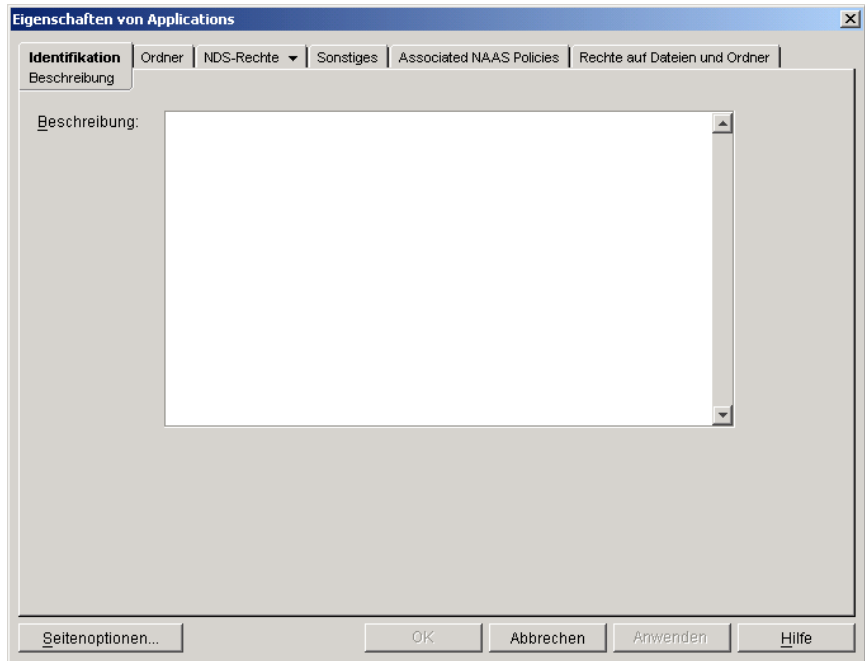 Eigenschaften von Applications
Identifikation Ordner NDS-Rechte Sonstiges Associated NAAS Policies Rechte auf Dateien und Ordner
Beschreibung
Beschreibung:
Seitenoptionen... OK Abbrechen Anwenden Hilfe